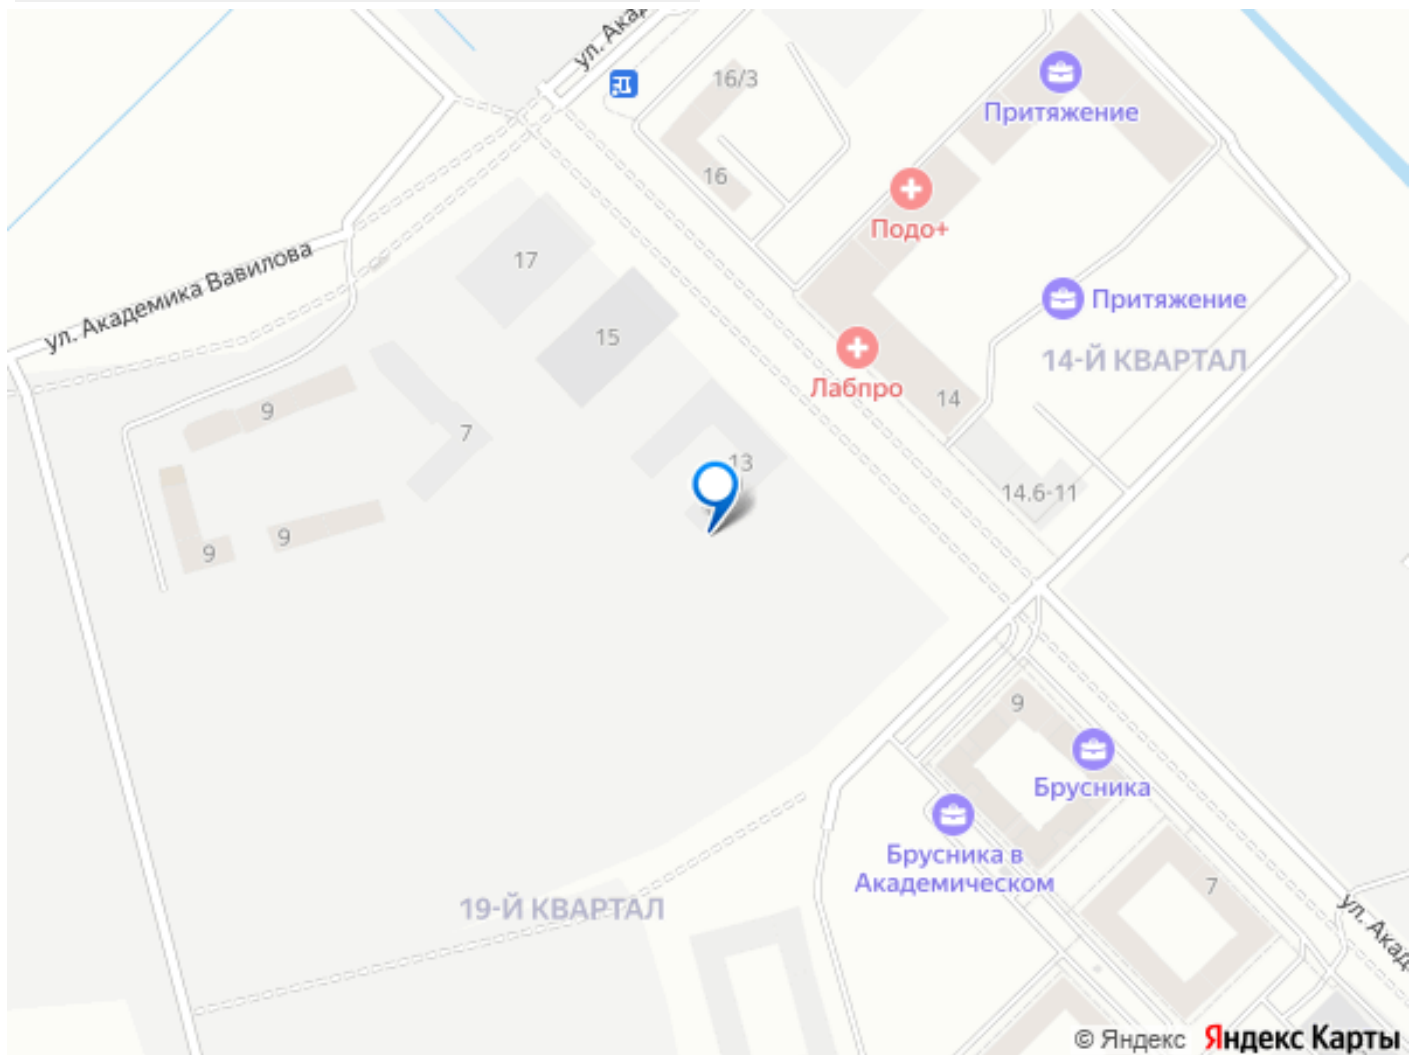 ул. Акад
16/3
Притяжение
16
Подо+
17
ул. Академика Вавилова
Притяжение
15
14-Й КВАРТАЛ
Лабпро
14
9
7
13
14.6-11
9
9
9
Брусника
Брусника в
Академическом
7
19-Й КВАРТАЛ
ул. Акад
© Яндекс Яндекс Карты